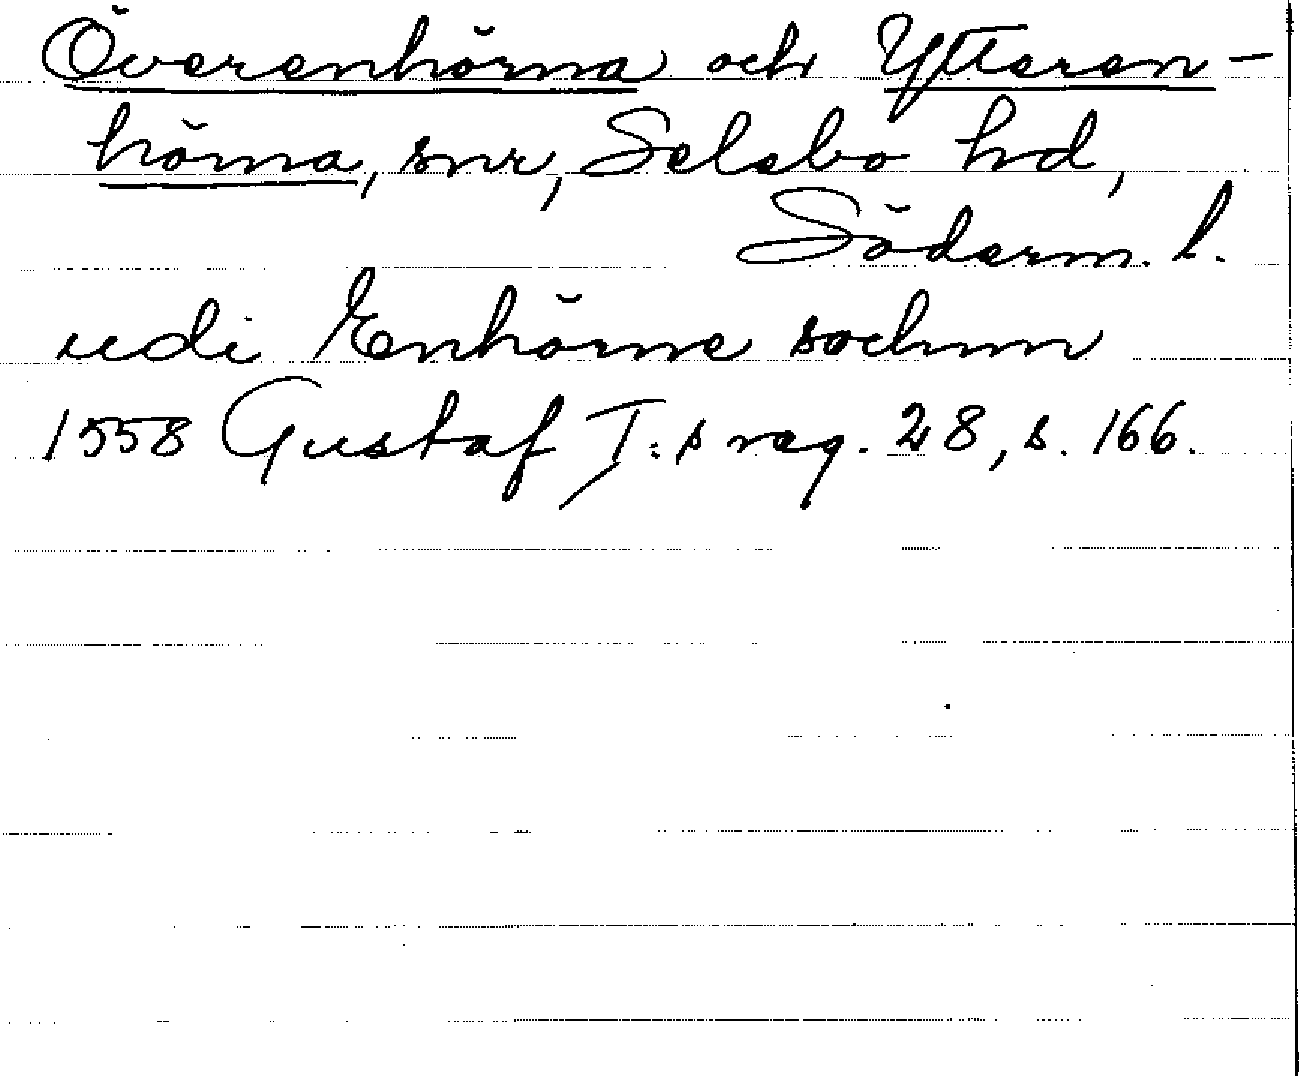 Överenhörna och Ytteren-
hörna, snr, Selebo hd,
Söderm. l.
udi Enhörne sochnn
1558 Gustaf I:s reg. 28, s. 166.